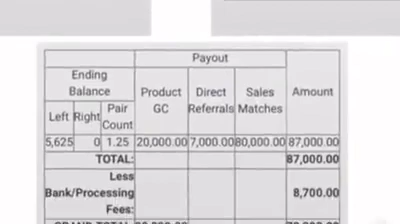 Payout
Ending
Balance
Product
GC
Direct
Referrals
Sales
Matches
Amount
Left Right Pair
Count
5,625 0 1.25 20,000.00 7,000.00 80,000.00 87,000.00
TOTAL: 87,000.00
Less
Bank/Processing
Fees: 8,700.00